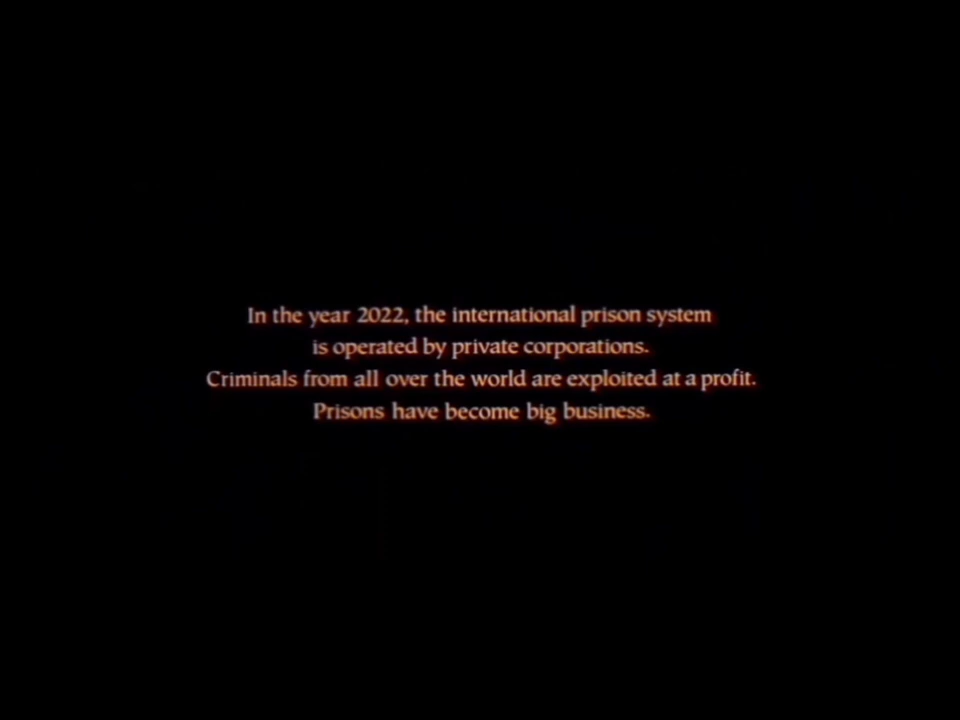 In the year 2022, the international prison system
is operated by private corporations.
Criminals from all over the world are exploited at a profit.
Prisons have become big business.